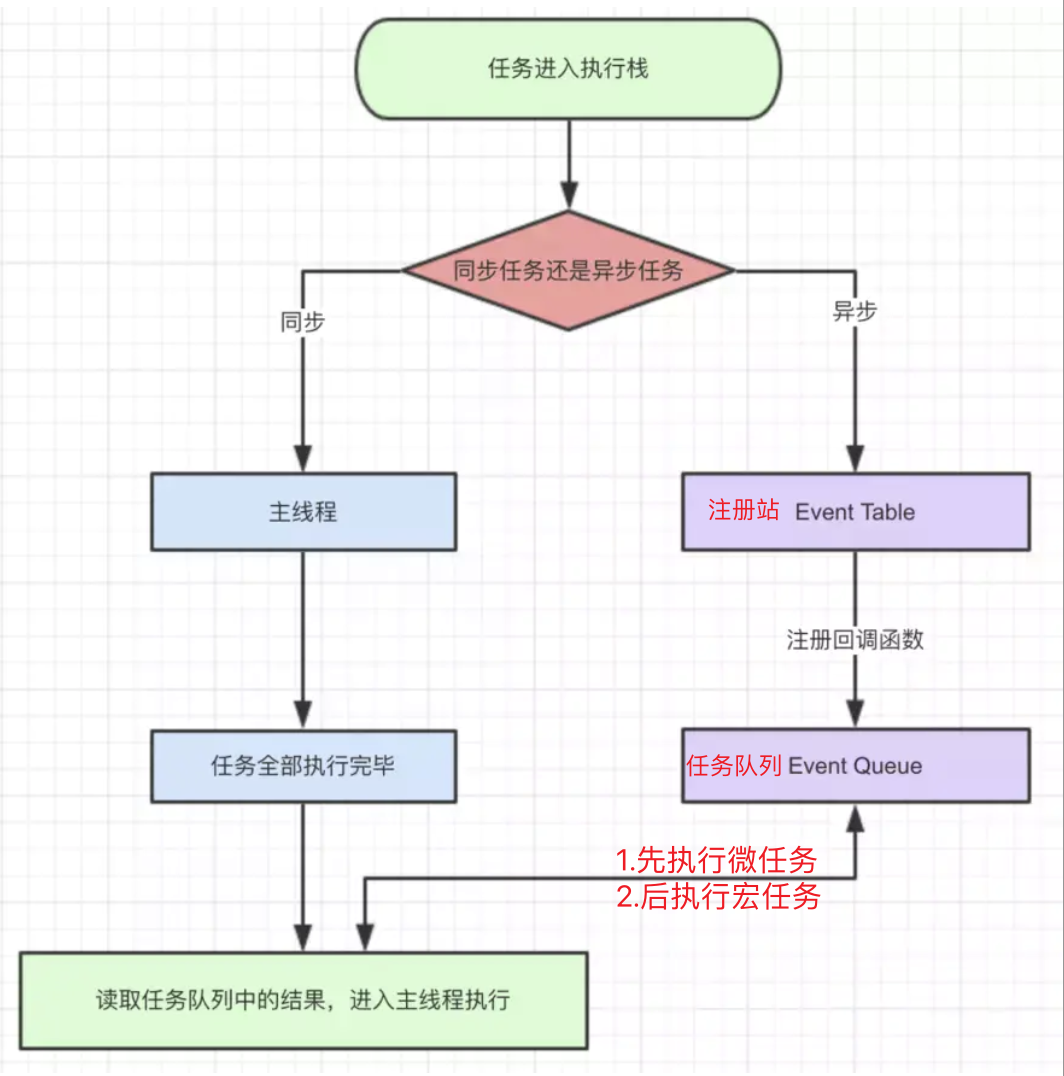 任务进入执行栈
同步任务还是异步任务
同步
异步
主线程
注册站 Event Table
注册回调函数
任务全部执行完毕
任务队列 Event Queue
1.先执行微任务
2.后执行宏任务
读取任务队列中的结果，进入主线程执行